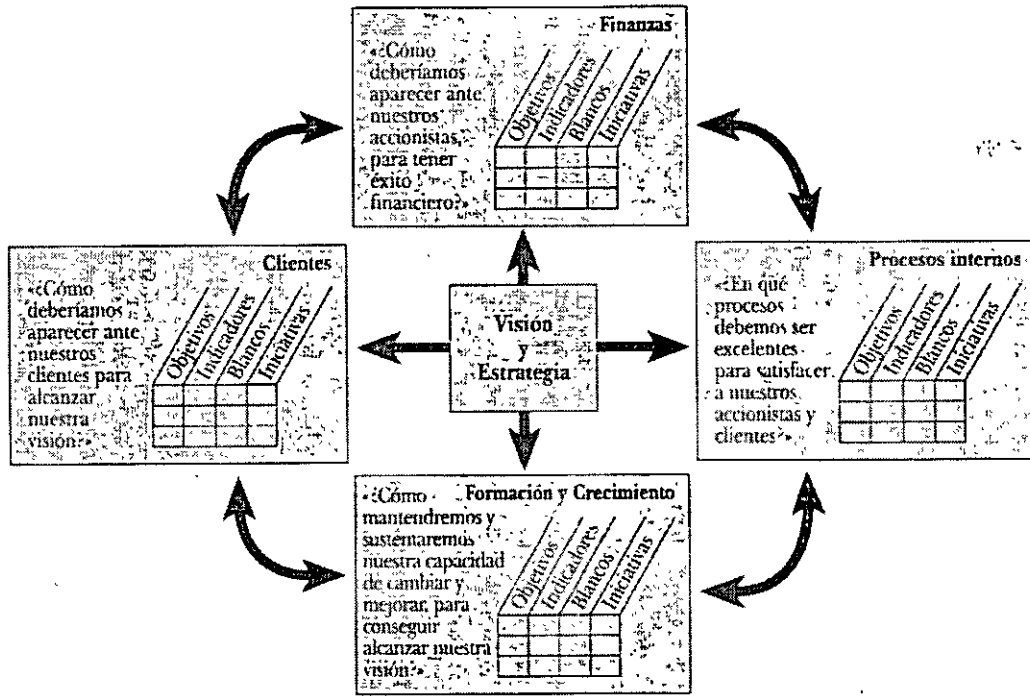 Finanzas
«¿Cómo
deberíamos
aparecer ante
nuestros
accionistas,
para tener
éxito
financiero?»
Objetivos
Indicadores
Blancos
Iniciativas
Clientes
«¿Cómo
deberíamos
aparecer ante
nuestros
clientes para
alcanzar
nuestra
visión?»
Objetivos
Indicadores
Blancos
Iniciativas
Visión
y
Estrategia
Procesos internos
«¿En qué
procesos
debemos ser
excelentes
para satisfacer
a nuestros
accionistas y
clientes?»
Objetivos
Indicadores
Blancos
Iniciativas
Formación y Crecimiento
«¿Cómo
mantendremos y
sustentaremos
nuestra capacidad
de cambiar y
mejorar, para
conseguir
alcanzar nuestra
visión?»
Objetivos
Indicadores
Blancos
Iniciativas